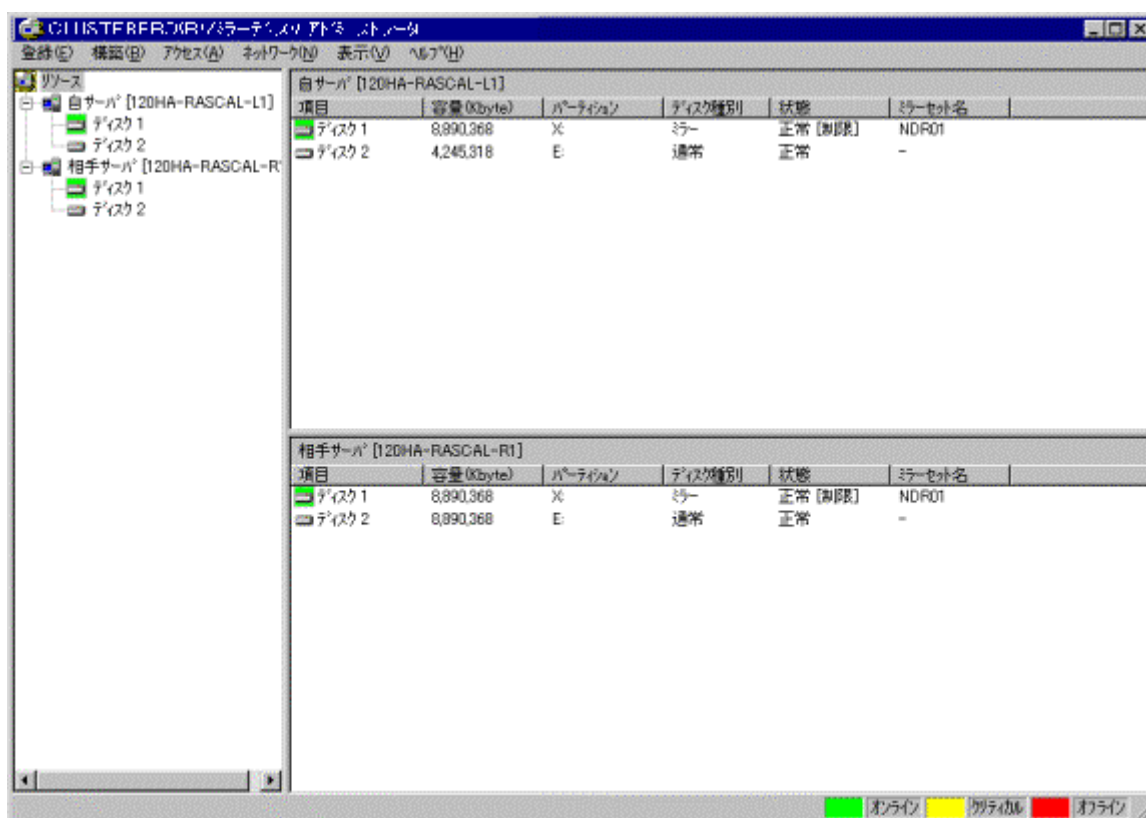 登録(E) 構築(B) アクセス(A) ネットワーク(N) 表示(V) ヘルプ(H)
リソース
自サーバ [120HA-RASCAL-L1]
ディスク 1
ディスク 2
相手サーバ [120HA-RASCAL-R
ディスク 1
ディスク 2
自サーバ [120HA-RASCAL-L1]
項目 容量(Kbyte) パーティション ディスク種別 状態 ミラーセット名
ディスク 1 8,890,368 X: ミラー 正常 [制限] NDR01
ディスク 2 4,245,318 E: 通常 正常 -
相手サーバ [120HA-RASCAL-R1]
項目 容量(Kbyte) パーティション ディスク種別 状態 ミラーセット名
ディスク 1 8,890,368 X: ミラー 正常 [制限] NDR01
ディスク 2 8,890,368 E: 通常 正常 -
オンライン クリティカル オフライン